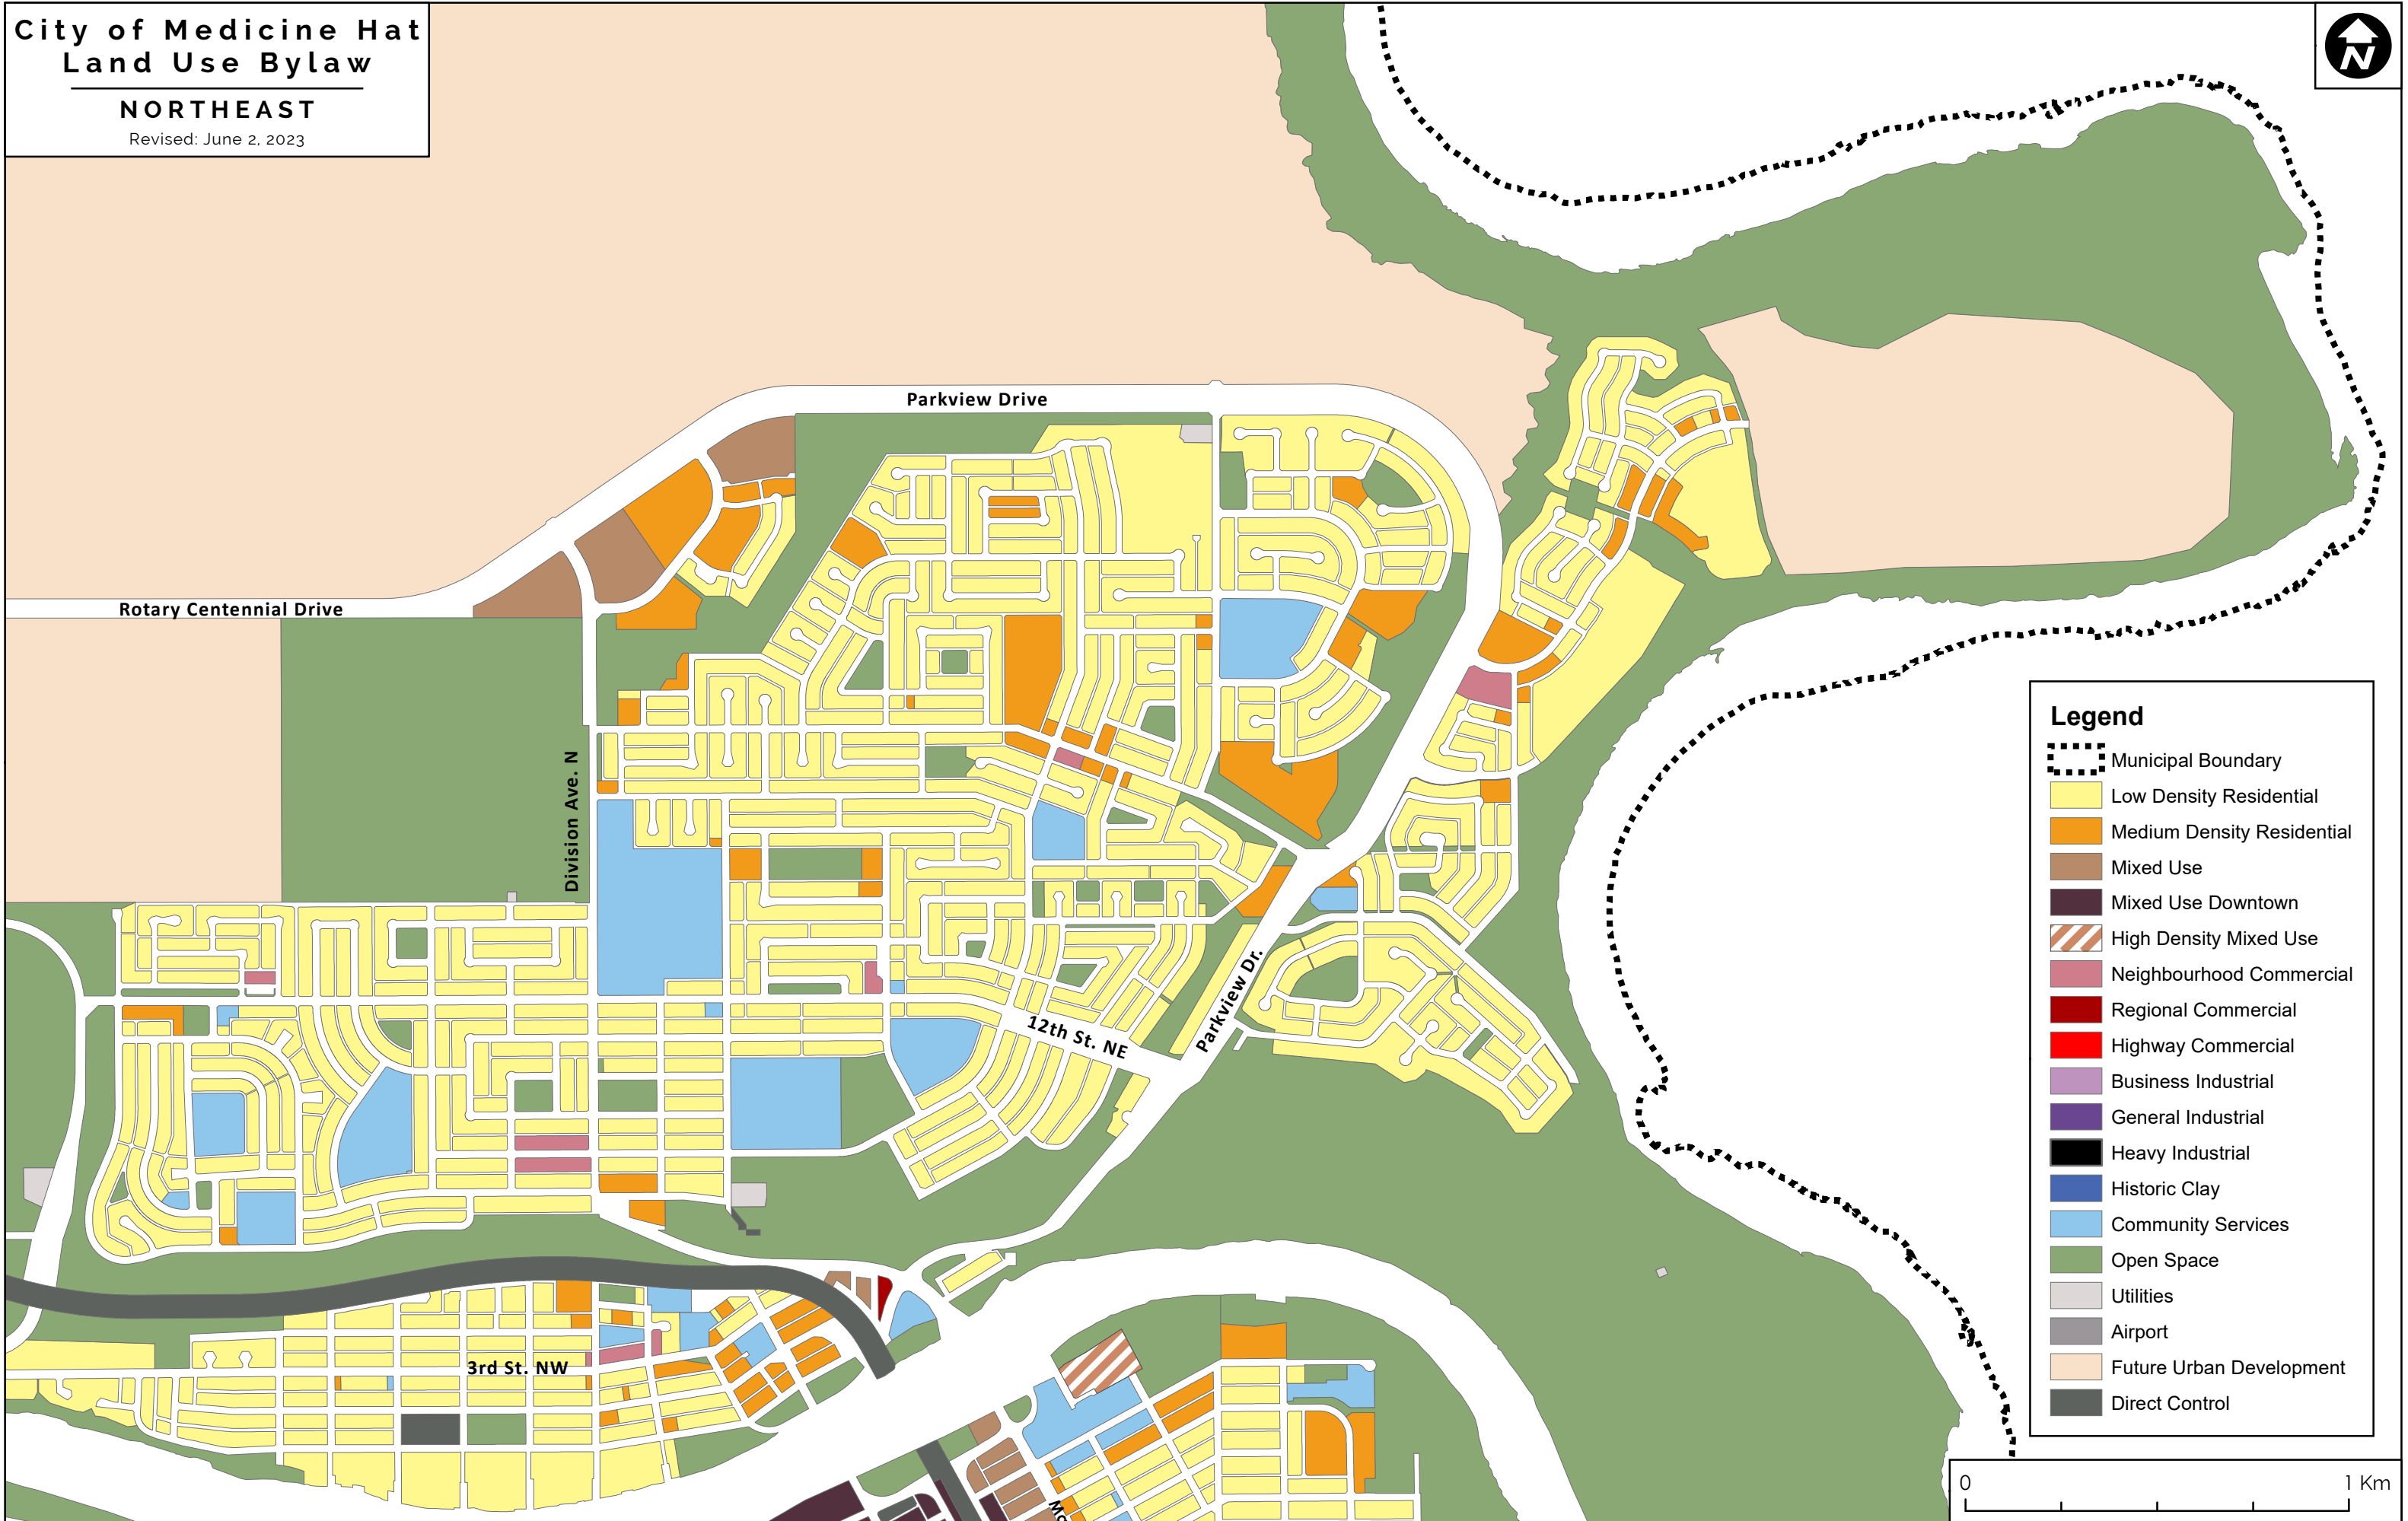 City of Medicine Hat
Land Use Bylaw
NORTHEAST
Revised: June 2, 2023
N
Parkview Drive
Rotary Centennial Drive
Division Ave. N
12th St. NE
Parkview Dr.
3rd St. NW
Legend
Municipal Boundary
Low Density Residential
Medium Density Residential
Mixed Use
Mixed Use Downtown
High Density Mixed Use
Neighbourhood Commercial
Regional Commercial
Highway Commercial
Business Industrial
General Industrial
Heavy Industrial
Historic Clay
Community Services
Open Space
Utilities
Airport
Future Urban Development
Direct Control
0 1 Km